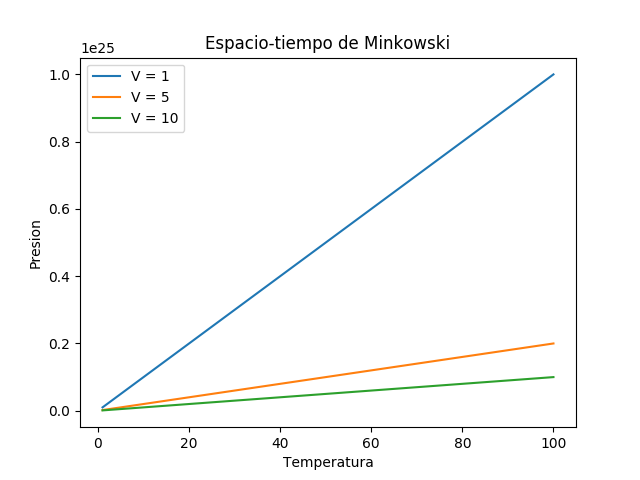 Espacio-tiempo de Minkowski
1e25
V = 1
V = 5
V = 10
1.0
0.8
0.6
0.4
0.2
0.0
Presion
0 20 40 60 80 100
Temperatura